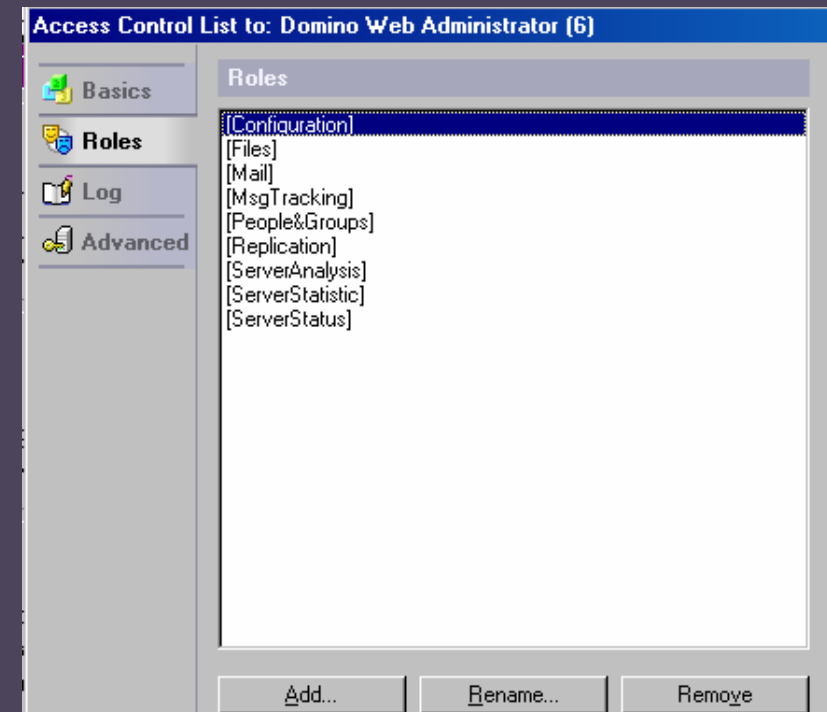 Access Control List to: Domino Web Administrator (6)
Basics
Roles
Log
Advanced
Roles
[Configuration]
[Files]
[Mail]
[MsgTracking]
[People&Groups]
[Replication]
[ServerAnalysis]
[ServerStatistic]
[ServerStatus]
Add...
Rename...
Remove